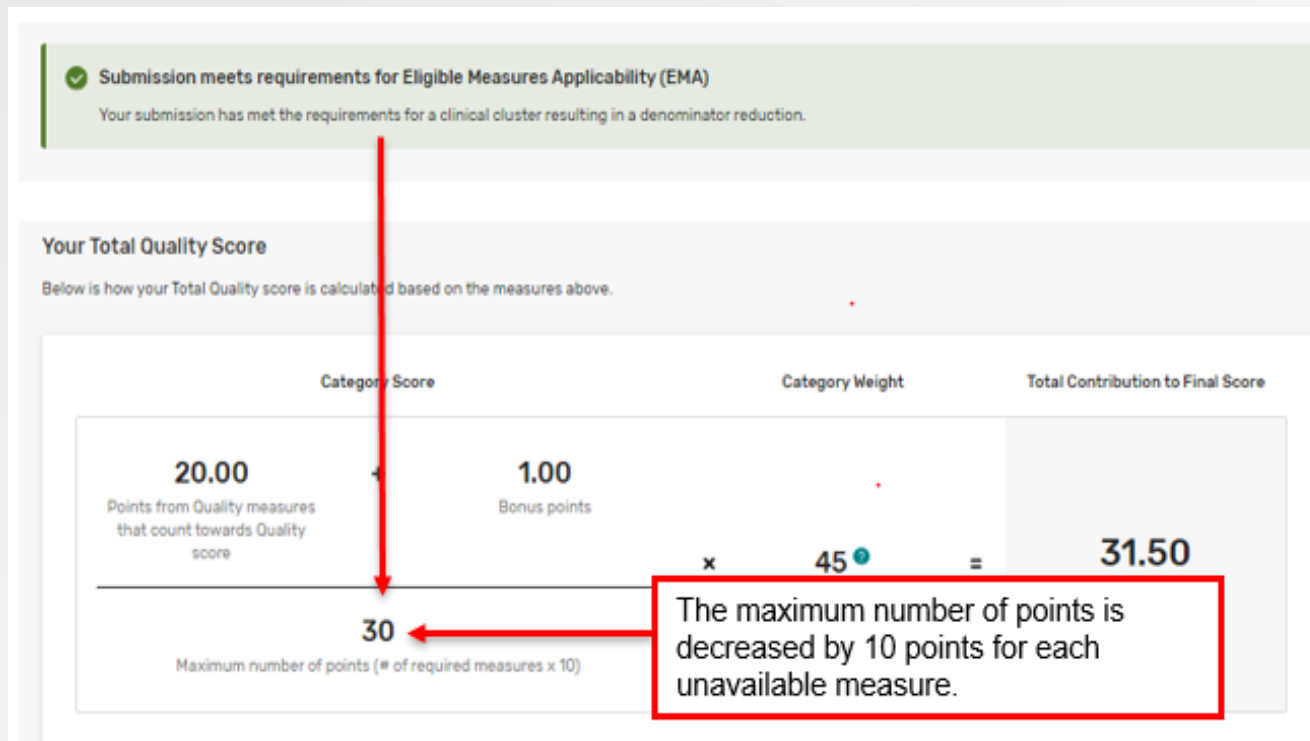 Submission meets requirements for Eligible Measures Applicability (EMA)
Your submission has met the requirements for a clinical cluster resulting in a denominator reduction.
Your Total Quality Score
Below is how your Total Quality score is calculated based on the measures above.
Category Score
Category Weight
Total Contribution to Final Score
20.00
+
1.00
Points from Quality measures
that count towards Quality
score
Bonus points
×
45 ?
=
31.50
30
Maximum number of points (# of required measures x 10)
The maximum number of points is
decreased by 10 points for each
unavailable measure.